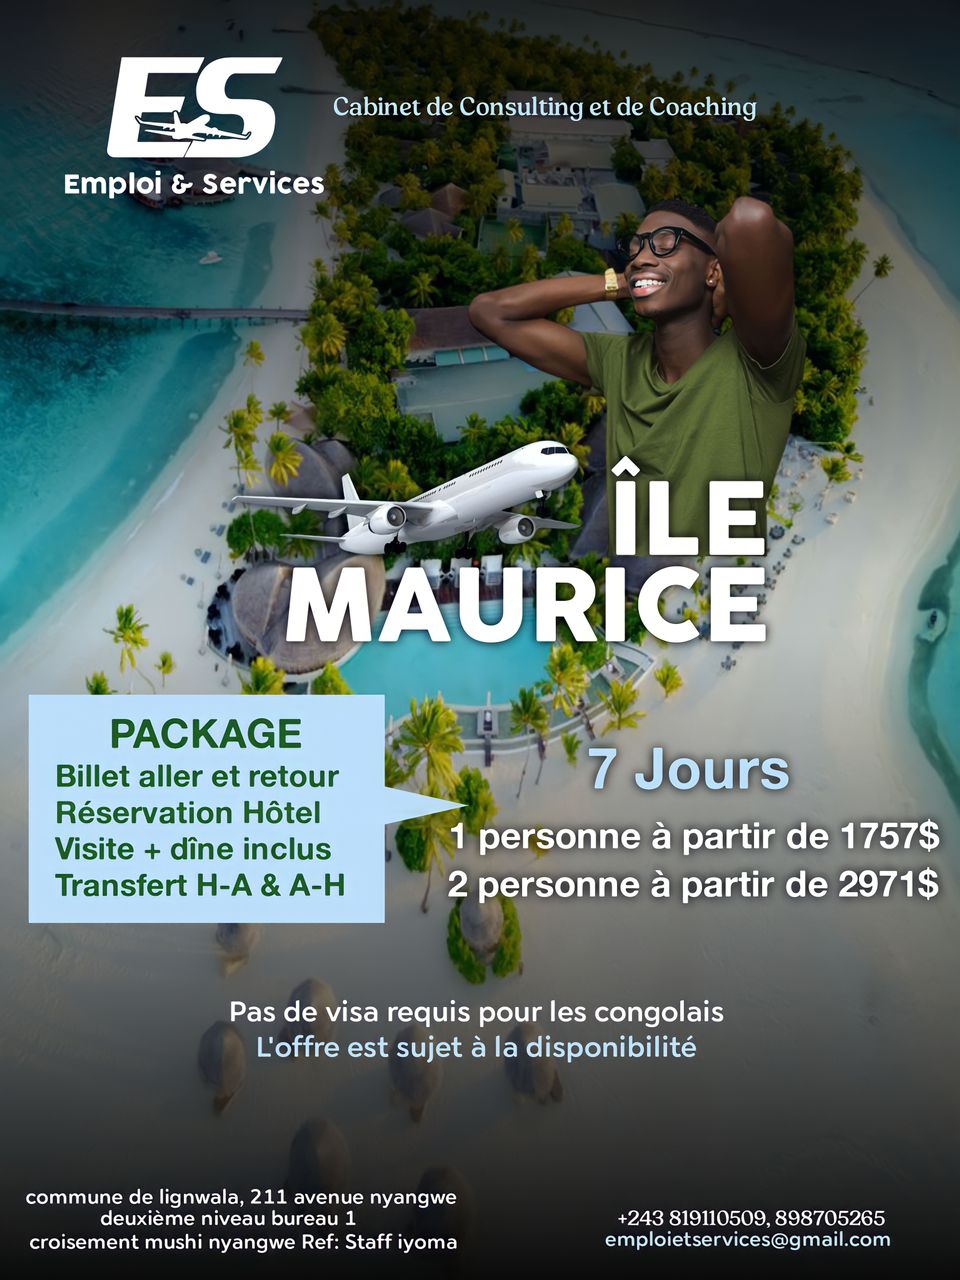 ES
Emploi & Services
Cabinet de Consulting et de Coaching
ÎLE
MAURICE
PACKAGE
Billet aller et retour
Réservation Hôtel
Visite + dîne inclus
Transfert H-A & A-H
7 Jours
1 personne à partir de 1757$
2 personne à partir de 2971$
Pas de visa requis pour les congolais
L'offre est sujet à la disponibilité
commune de lignwala, 211 avenue nyangwe
deuxième niveau bureau 1
croisement mushi nyangwe Ref: Staff iyoma
+243 819110509, 898705265
emploietservices@gmail.com